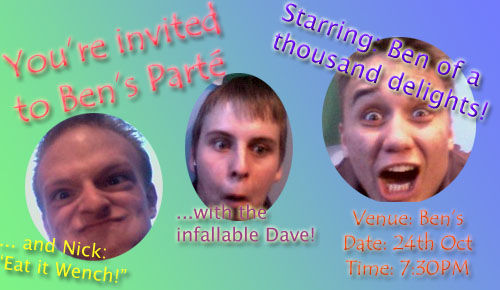 You're invited
to Ben's Parté
Starring: Ben of a
thousand delights!
...with the
infallable Dave!
... and Nick:
"Eat it Wench!"
Venue: Ben's
Date: 24th Oct
Time: 7:30PM